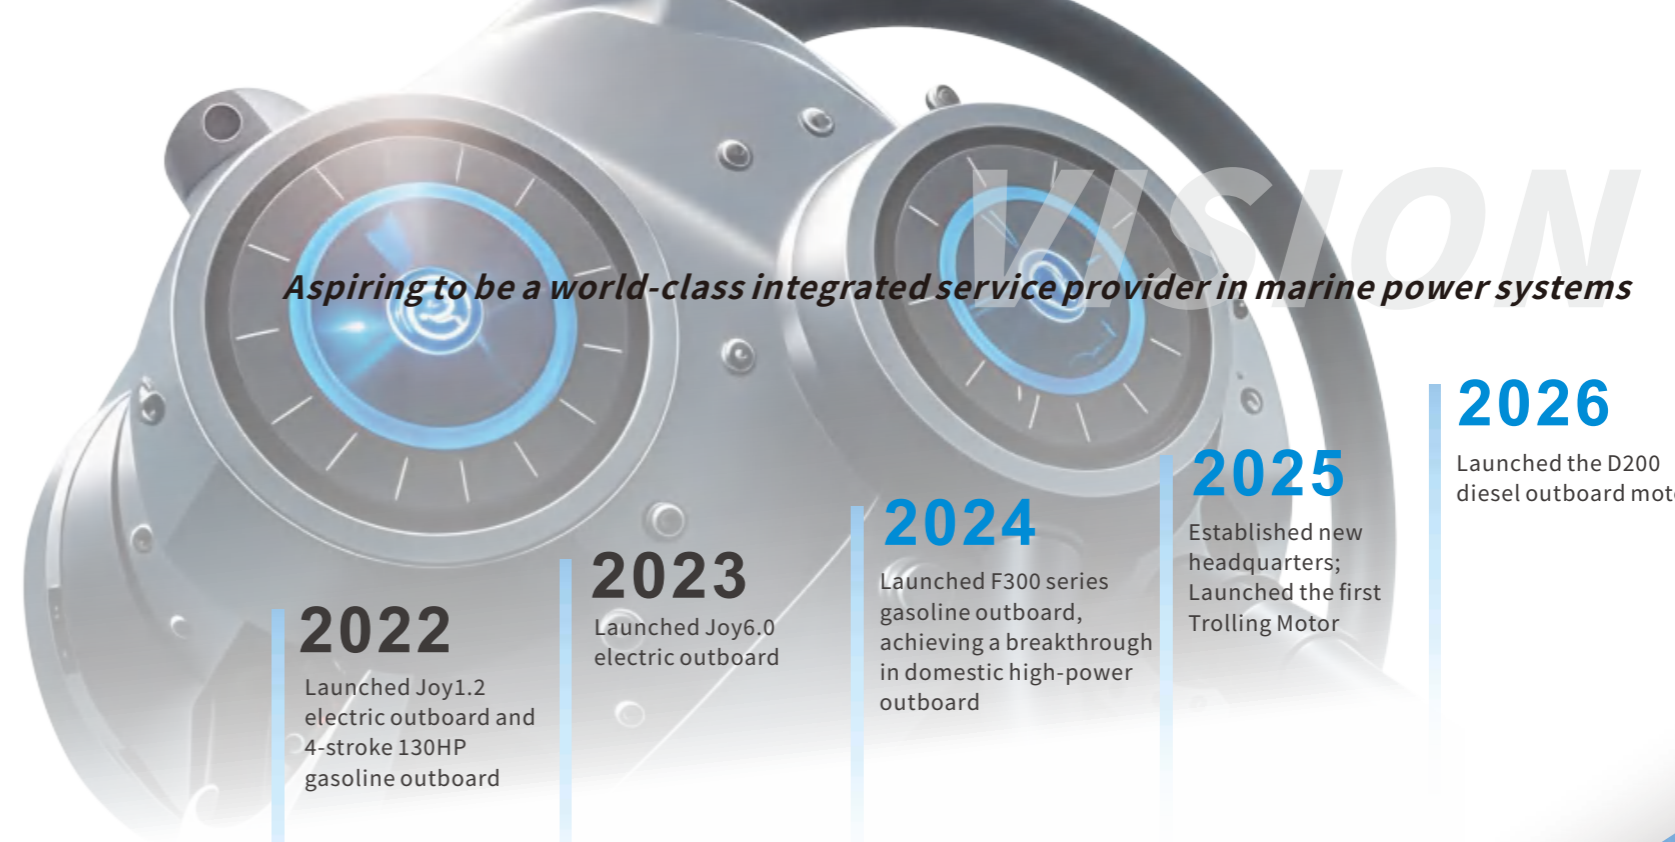 VISION
Aspiring to be a world-class integrated service provider in marine power systems
2022
Launched Joy1.2
electric outboard and
4-stroke 130HP
gasoline outboard
2023
Launched Joy6.0
electric outboard
2024
Launched F300 series
gasoline outboard,
achieving a breakthrough
in domestic high-power
outboard
2025
Established new
headquarters;
Launched the first
Trolling Motor
2026
Launched the D200
diesel outboard